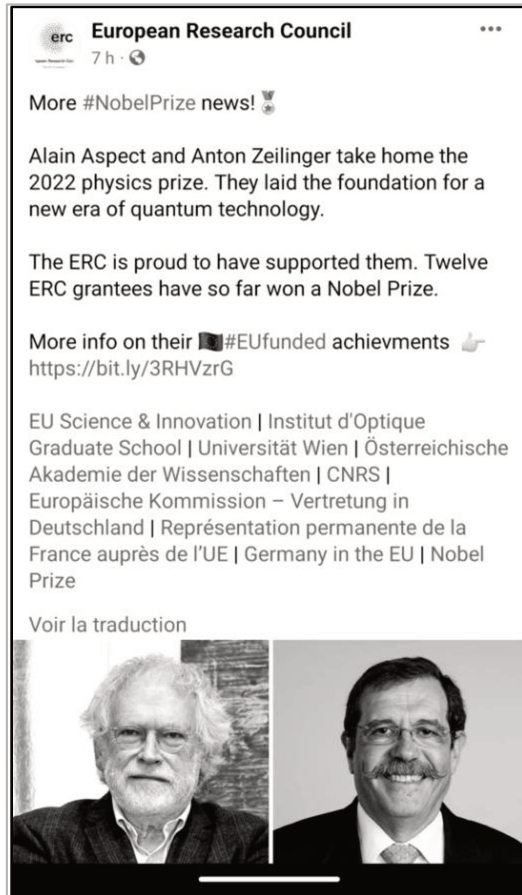 erc
European Research Council
7 h ·
More #NobelPrize news!
Alain Aspect and Anton Zeilinger take home the
2022 physics prize. They laid the foundation for a
new era of quantum technology.
The ERC is proud to have supported them. Twelve
ERC grantees have so far won a Nobel Prize.
More info on their #EUfunded achievments
https://bit.ly/3RHVzrG
EU Science & Innovation | Institut d'Optique
Graduate School | Universität Wien | Österreichische
Akademie der Wissenschaften | CNRS |
Europäische Kommission – Vertretung in
Deutschland | Représentation permanente de la
France auprès de l'UE | Germany in the EU | Nobel
Prize
Voir la traduction